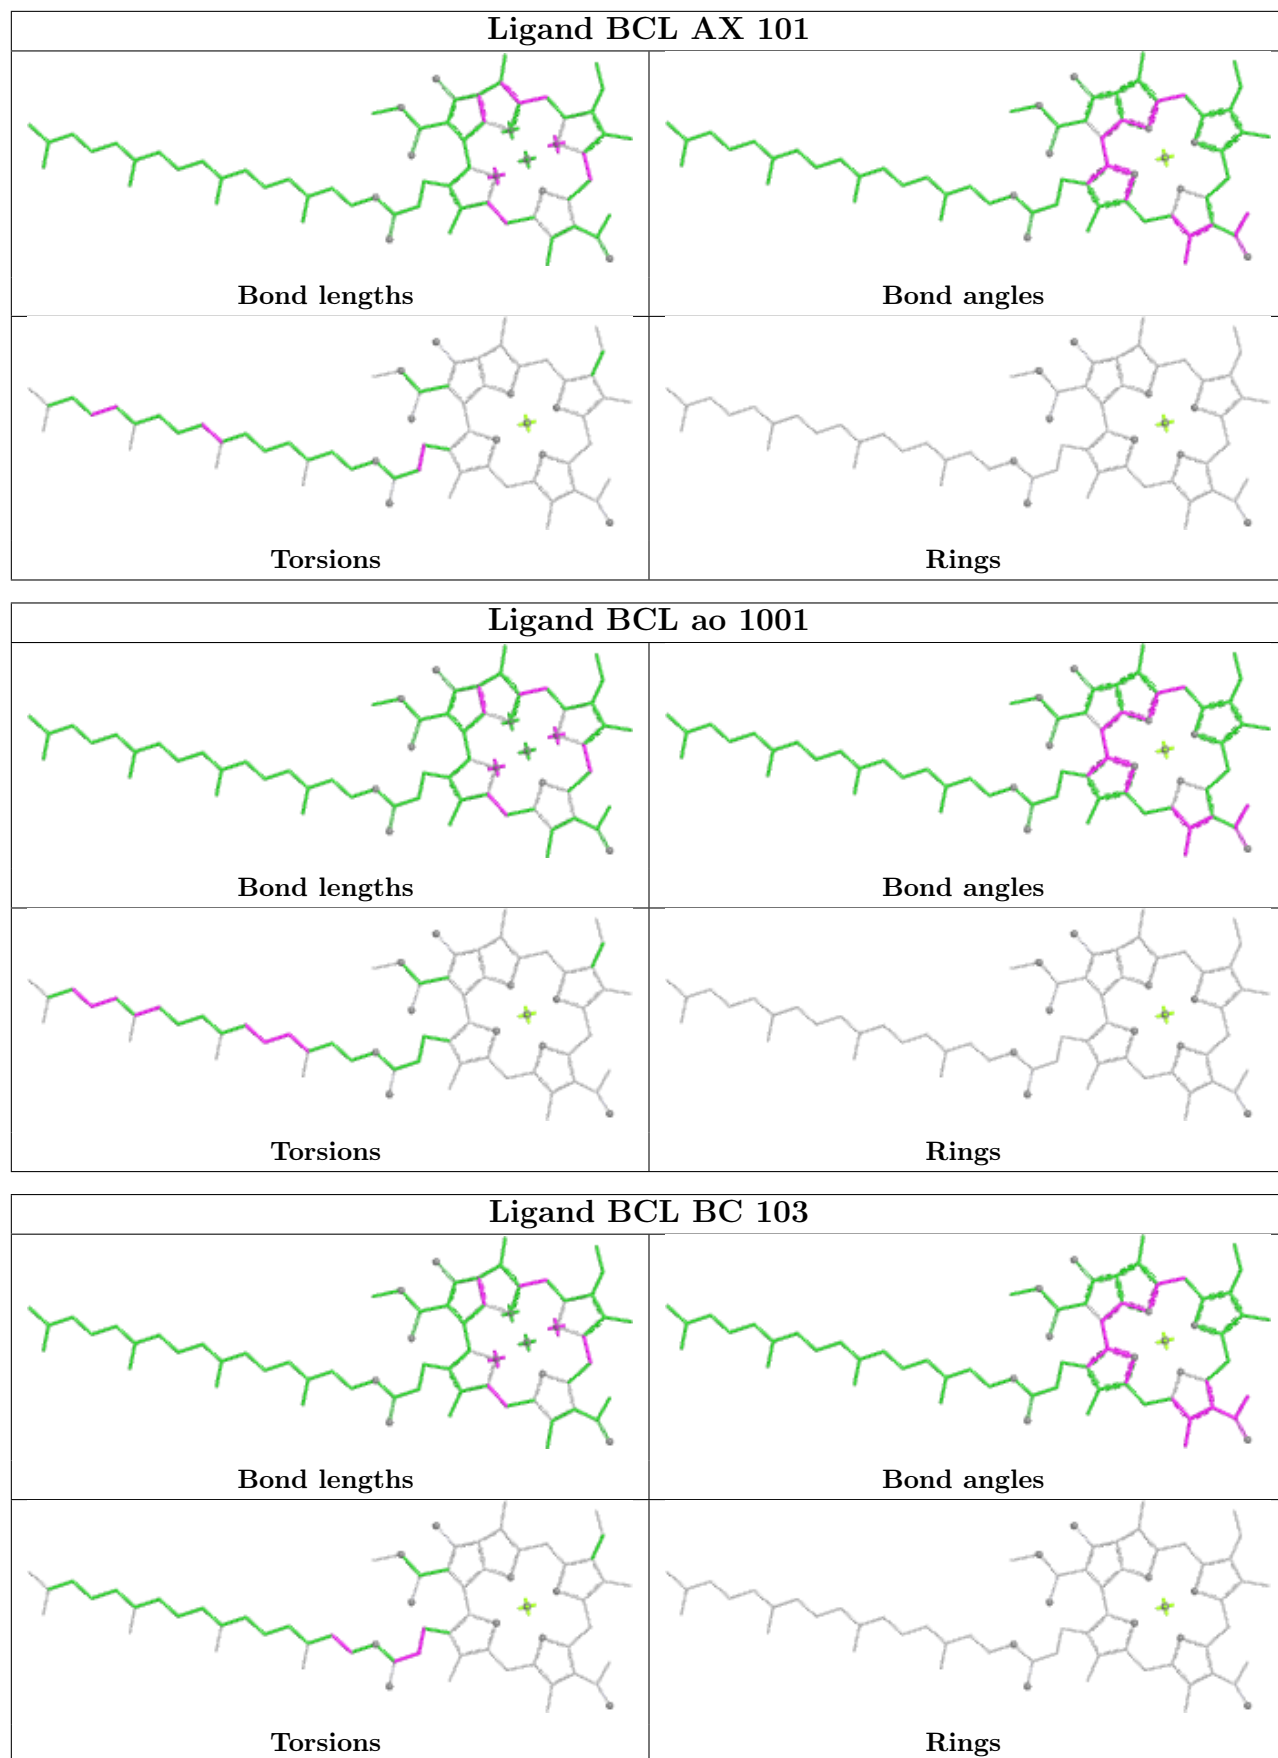 Ligand BCL AX 101
Bond lengths
Bond angles
Torsions
Rings
Ligand BCL ao 1001
Bond lengths
Bond angles
Torsions
Rings
Ligand BCL BC 103
Bond lengths
Bond angles
Torsions
Rings